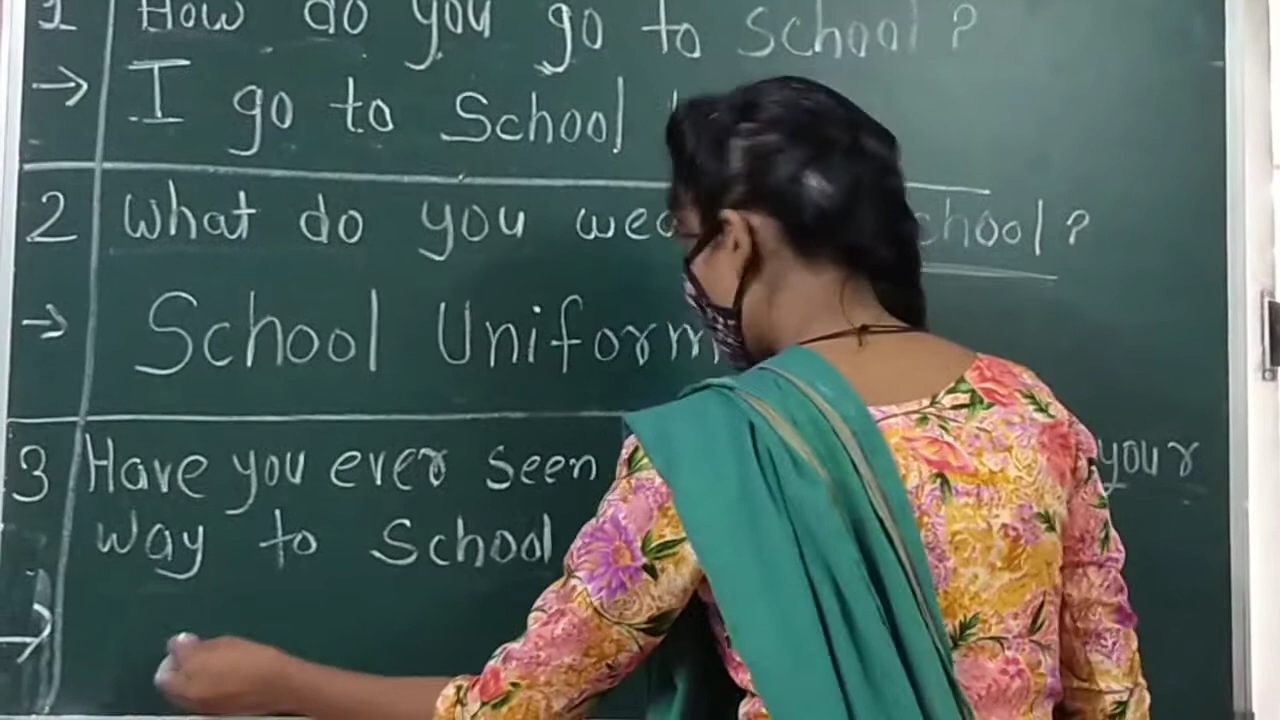 1 How do you go to school?
→ I go to School
2 What do you wea chool?
→ School Uniform
3 Have you ever seen your
way to School
→